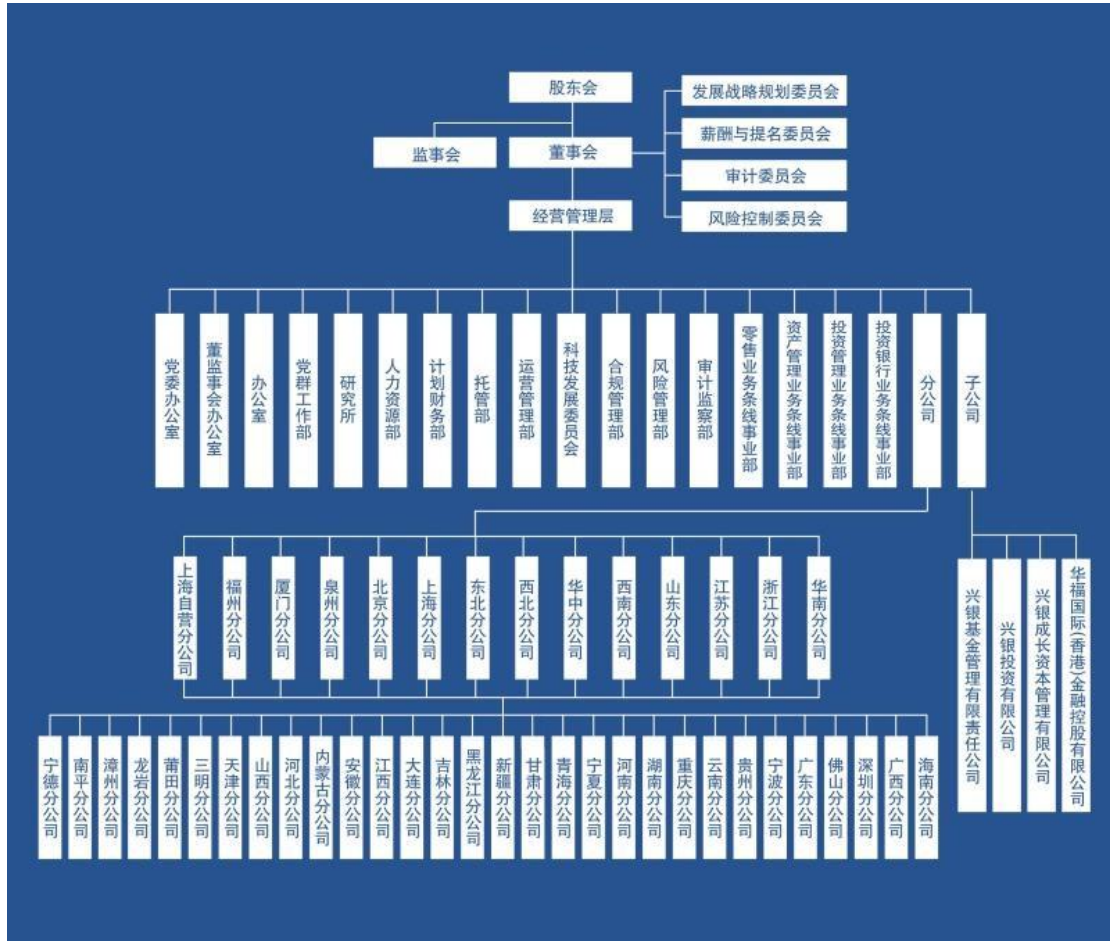 股东会
监事会
董事会
经营管理层
发展战略规划委员会
薪酬与提名委员会
审计委员会
风险控制委员会
党委办公室
董监事会办公室
办公室
党群工作部
研究所
人力资源部
计划财务部
托管部
运营管理部
科技发展委员会
合规管理部
风险管理部
审计监察部
零售业务条线事业部
资产管理业务条线事业部
投资管理业务条线事业部
投资银行业务条线事业部
分公司
子公司
上海自营分公司
福州分公司
厦门分公司
泉州分公司
北京分公司
上海分公司
东北分公司
西北分公司
华中分公司
西南分公司
山东分公司
江苏分公司
浙江分公司
华南分公司
兴银基金管理有限责任公司
兴银投资有限公司
兴银成长资本管理有限公司
华福国际(香港)金融控股有限公司
宁德分公司
南平分公司
漳州分公司
龙岩分公司
莆田分公司
三明分公司
天津分公司
山西分公司
河北分公司
内蒙古分公司
安徽分公司
江西分公司
大连分公司
吉林分公司
黑龙江分公司
新疆分公司
甘肃分公司
青海分公司
宁夏分公司
河南分公司
湖南分公司
重庆分公司
云南分公司
贵州分公司
宁波分公司
广东分公司
佛山分公司
深圳分公司
广西分公司
海南分公司